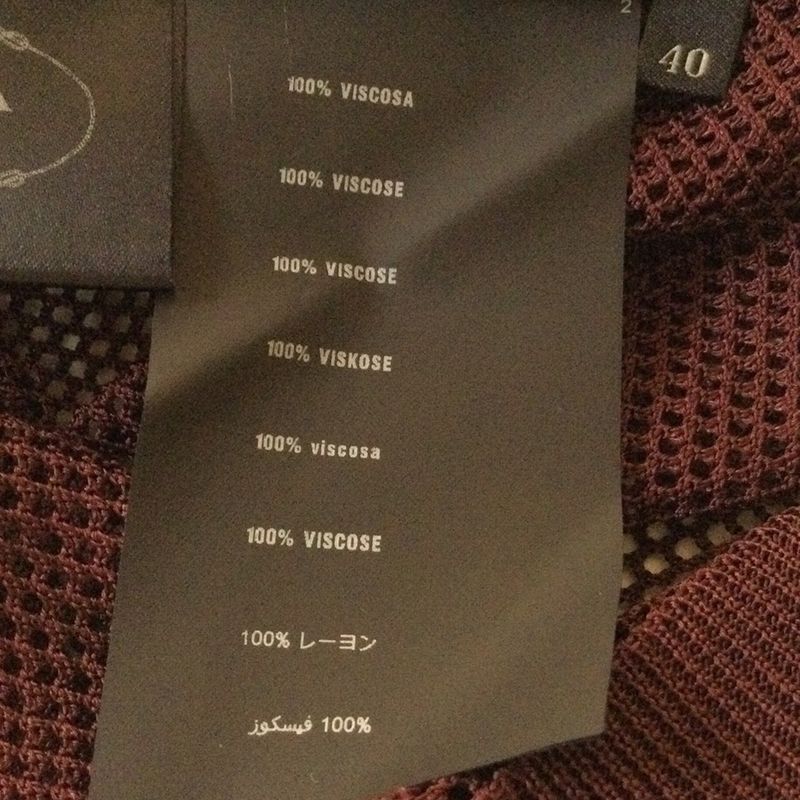 2
40
100% VISCOSA
100% VISCOSE
100% VISCOSE
100% VISKOSE
100% viscosa
100% VISCOSE
100% レーヨン
100% فيسكوز